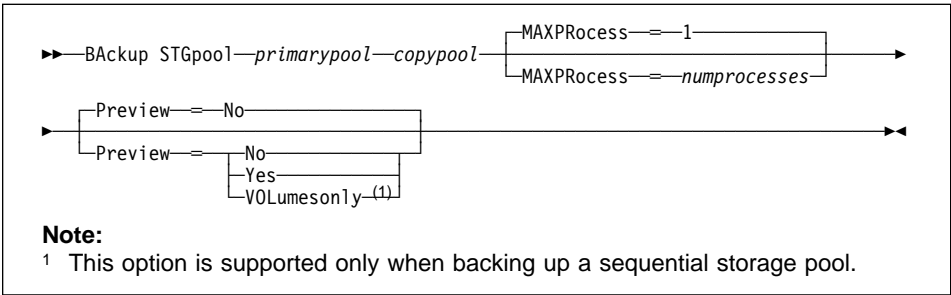 MAXPRocess = 1
BAckup STGpool primarypool copypool
MAXPRocess = numprocesses
Preview = No
Preview = No
Yes
VOLumesonly (1)
Note:
1 This option is supported only when backing up a sequential storage pool.